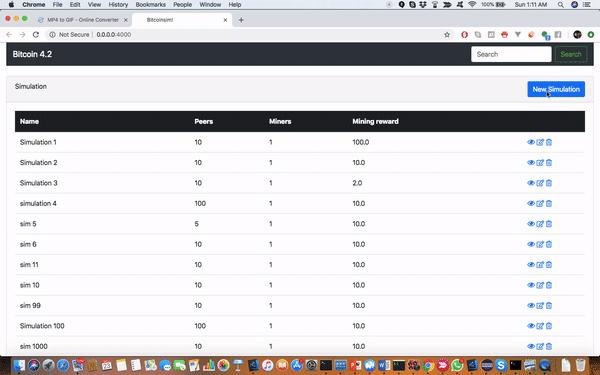 Chrome File Edit View History Bookmarks People Window Help 100% Sun 1:11 AM
MP4 to GIF - Online Converter Bitcoinsim!
Not Secure 0.0.0.0:4000
Bitcoin 4.2 Search Search
Simulation New Simulation
Name Peers Miners Mining reward
Simulation 1 10 1 100.0
Simulation 2 10 1 10.0
Simulation 3 10 1 2.0
simulation 4 100 1 10.0
sim 5 5 1 10.0
sim 6 10 1 10.0
sim 11 10 1 10.0
sim 10 10 1 10.0
sim 99 10 1 10.0
Simulation 100 100 1 10.0
sim 1000 10 1 10.0